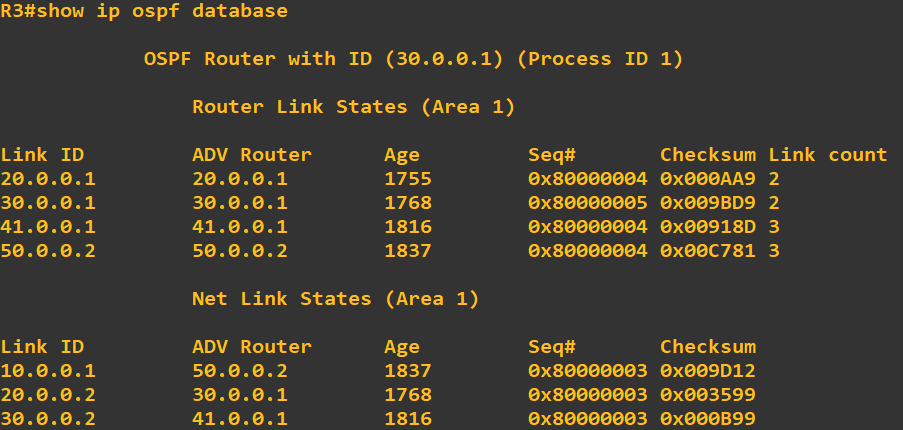 R3#show ip ospf database
OSPF Router with ID (30.0.0.1) (Process ID 1)
Router Link States (Area 1)
Link ID ADV Router Age Seq# Checksum Link count
20.0.0.1 20.0.0.1 1755 0x80000004 0x000AA9 2
30.0.0.1 30.0.0.1 1768 0x80000005 0x009BD9 2
41.0.0.1 41.0.0.1 1816 0x80000004 0x00918D 3
50.0.0.2 50.0.0.2 1837 0x80000004 0x00C781 3
Net Link States (Area 1)
Link ID ADV Router Age Seq# Checksum
10.0.0.1 50.0.0.2 1837 0x80000003 0x009D12
20.0.0.2 30.0.0.1 1768 0x80000003 0x003599
30.0.0.2 41.0.0.1 1816 0x80000003 0x000B99